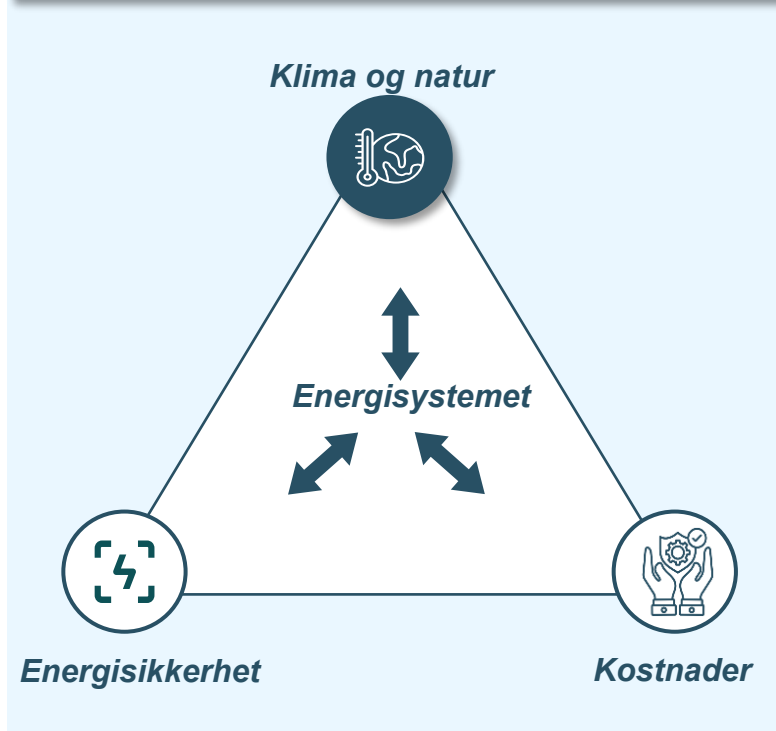 Klima og natur
Energisystemet
Energisikkerhet
Kostnader